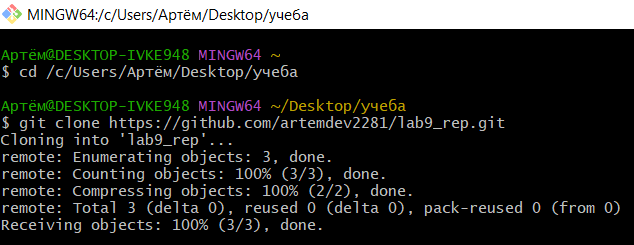 MINGW64:/c/Users/Артём/Desktop/учеба
Артём@DESKTOP-IVKE948 MINGW64 ~
$ cd /c/Users/Артём/Desktop/учеба
Артём@DESKTOP-IVKE948 MINGW64 ~/Desktop/учеба
$ git clone https://github.com/artemdev2281/lab9_rep.git
Cloning into 'lab9_rep'...
remote: Enumerating objects: 3, done.
remote: Counting objects: 100% (3/3), done.
remote: Compressing objects: 100% (2/2), done.
remote: Total 3 (delta 0), reused 0 (delta 0), pack-reused 0 (from 0)
Receiving objects: 100% (3/3), done.